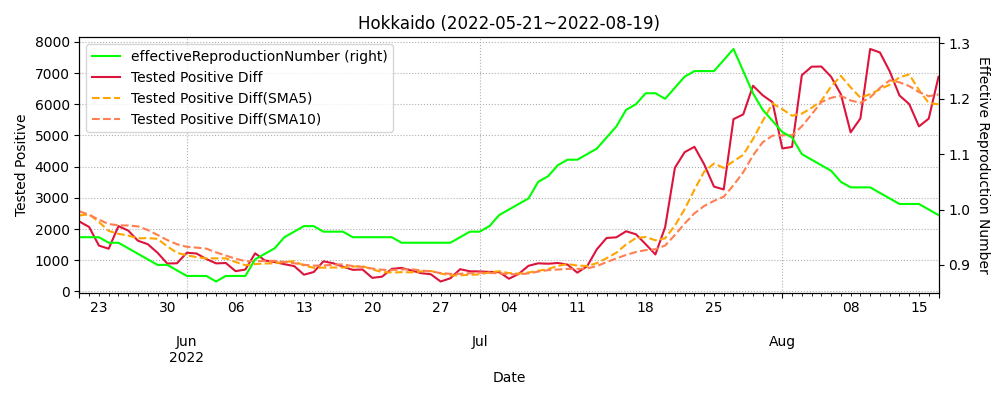 Hokkaido (2022-05-21~2022-08-19)
effectiveReproductionNumber (right)
Tested Positive Diff
Tested Positive Diff(SMA5)
Tested Positive Diff(SMA10)
Tested Positive
8000
7000
6000
5000
4000
3000
2000
1000
0
1.3
1.2
1.1
1.0
0.9
Effective Reproduction Number
23 30 06 13 20 27 04 11 18 25 08 15
Jun Jul Aug
2022
Date